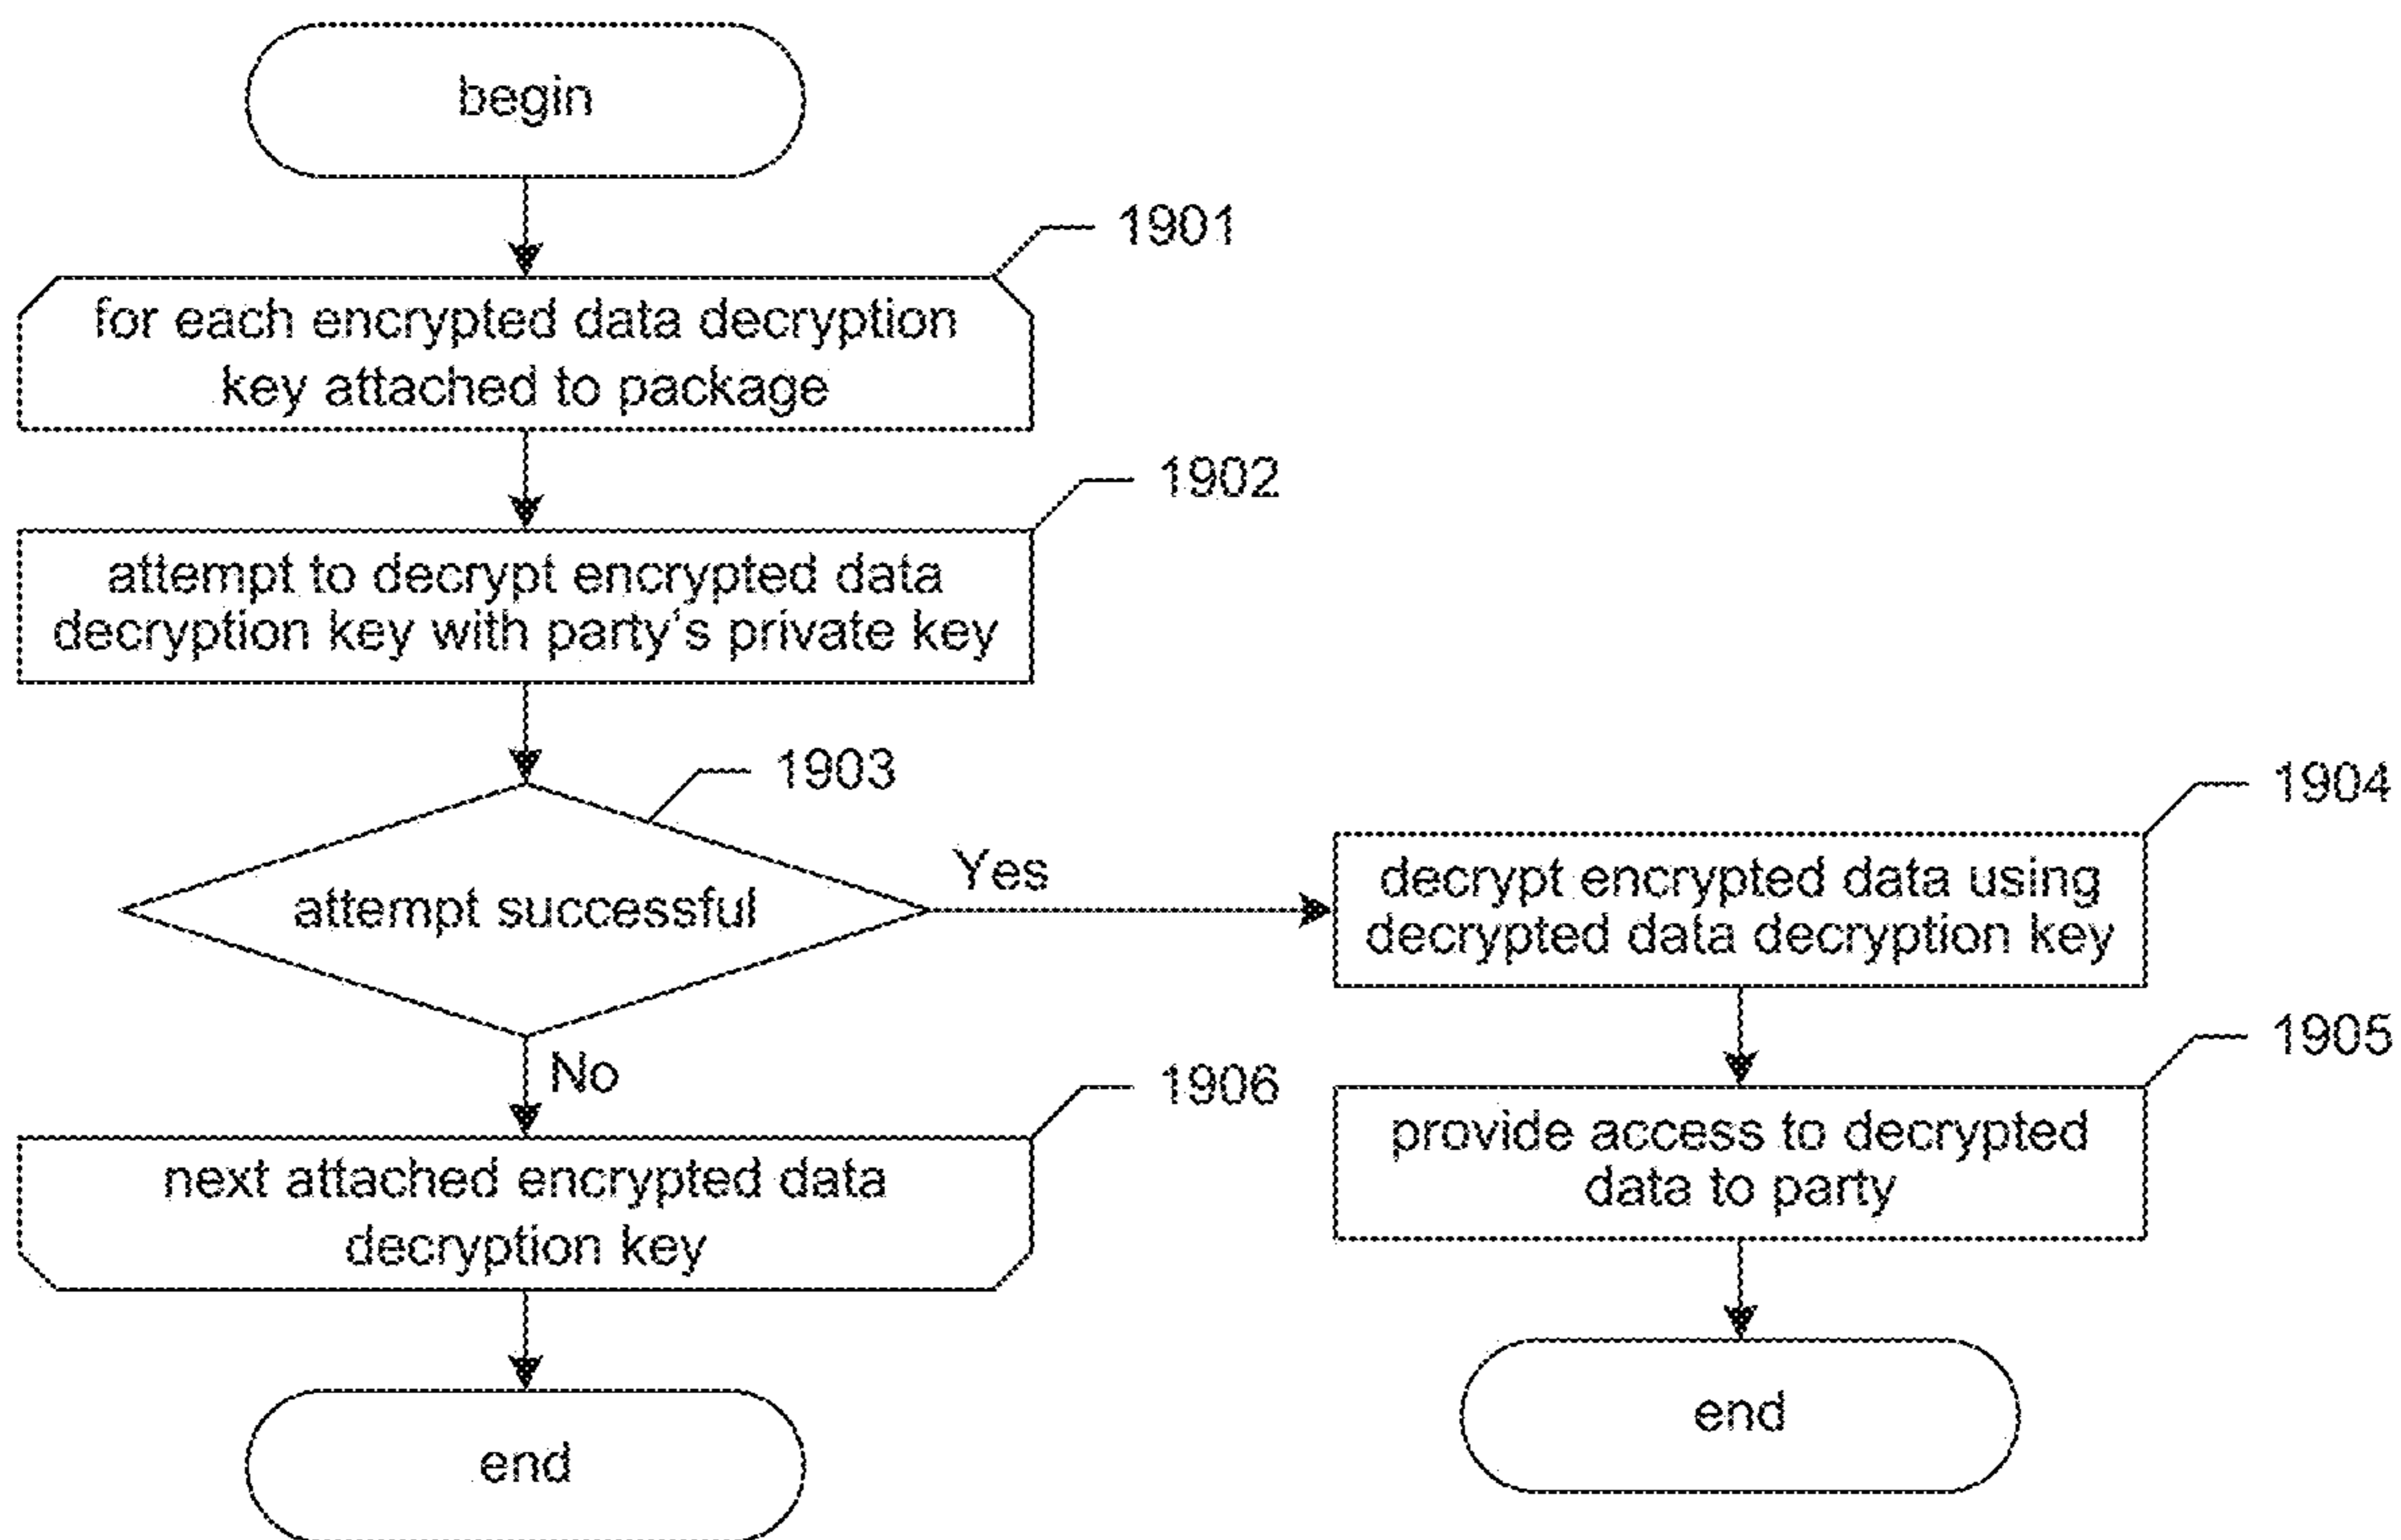 begin
1901
for each encrypted data decryption
key attached to package
1902
attempt to decrypt encrypted data
decryption key with party's private key
1903
attempt successful
Yes
1904
decrypt encrypted data using
decrypted data decryption key
No
1905
provide access to decrypted
data to party
1906
next attached encrypted data
decryption key
end
end